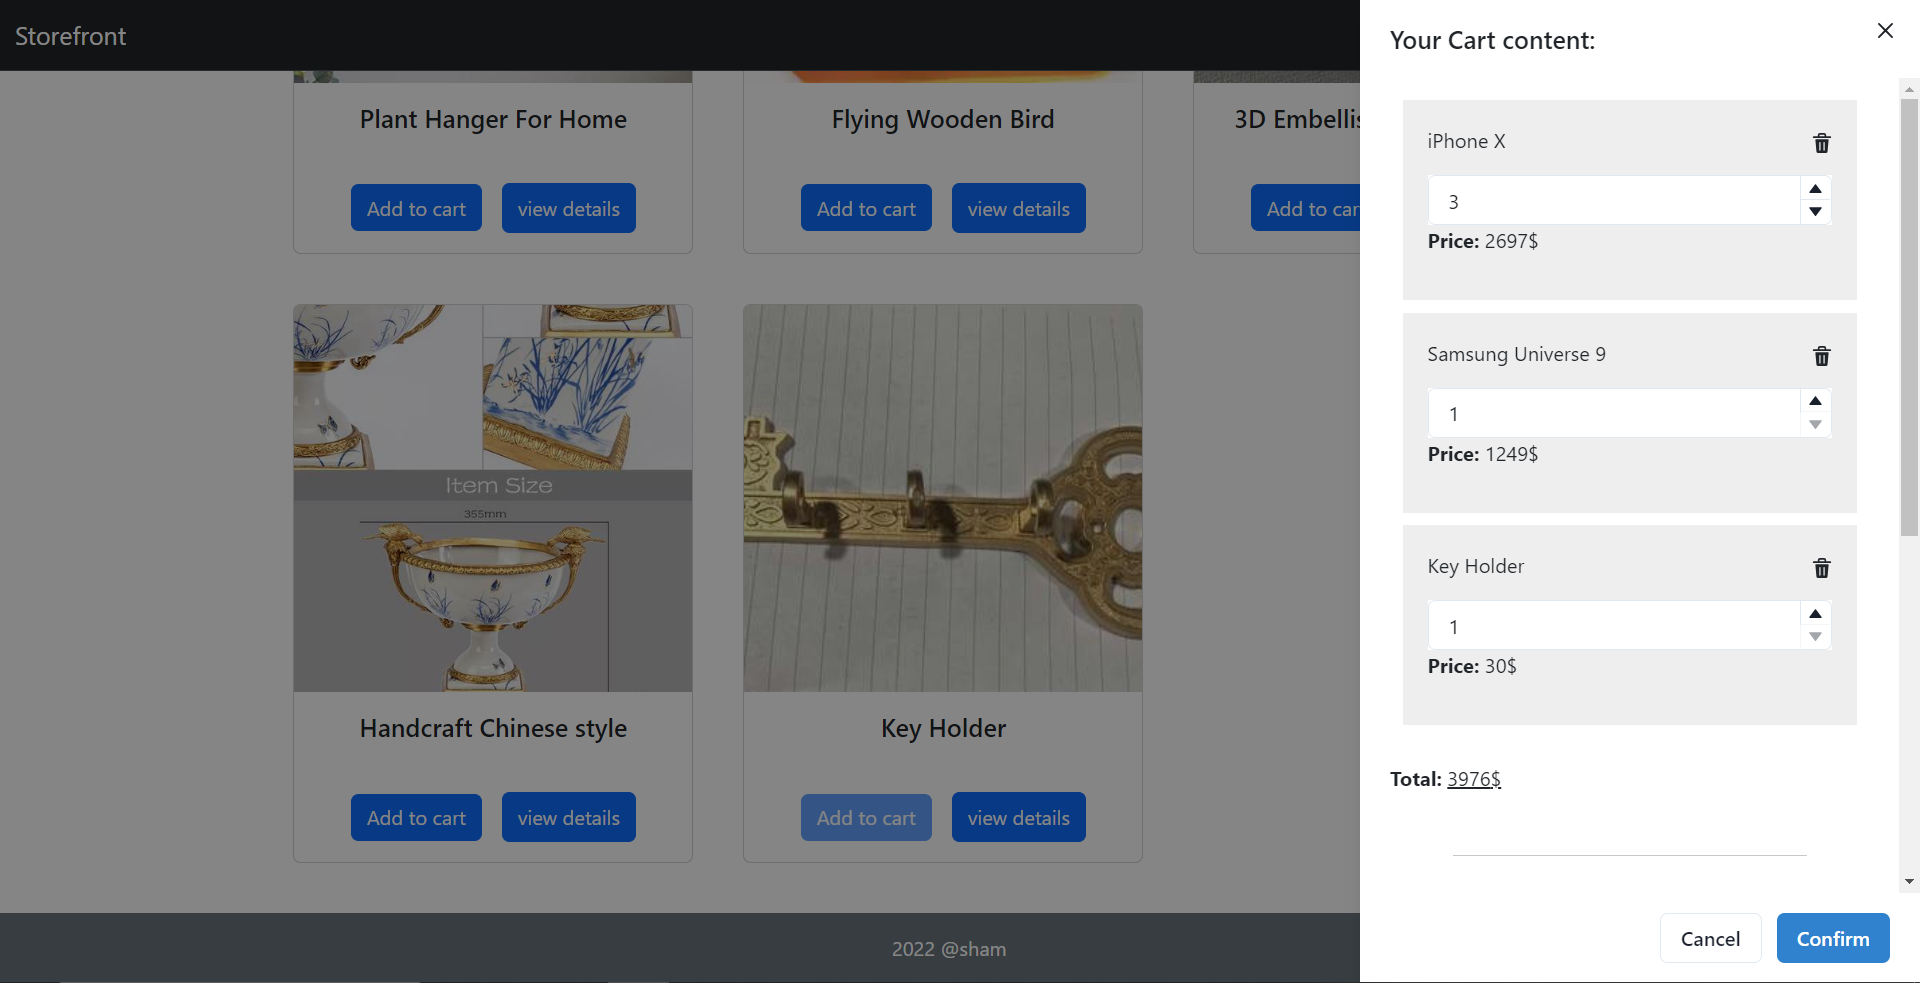 Storefront
Plant Hanger For Home
Add to cart
view details
Flying Wooden Bird
Add to cart
view details
3D Embellis
Add to car
Item Size
355mm
Handcraft Chinese style
Add to cart
view details
Key Holder
Add to cart
view details
2022 @sham
Your Cart content:
iPhone X
3
Price: 2697$
Samsung Universe 9
1
Price: 1249$
Key Holder
1
Price: 30$
Total: 3976$
Cancel
Confirm